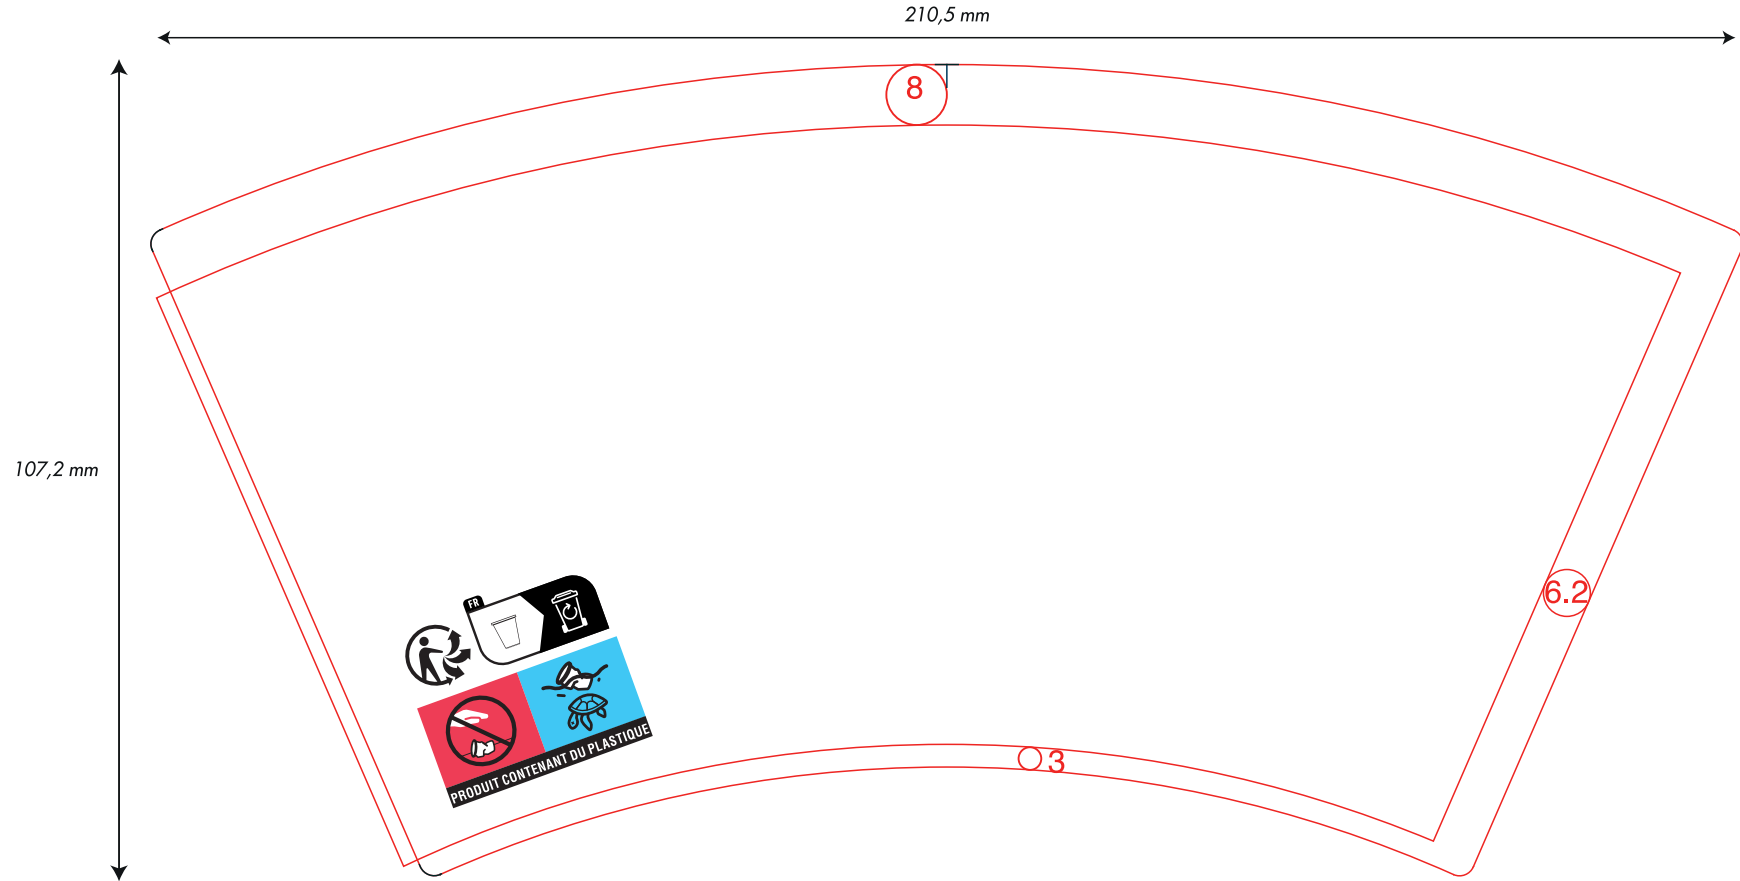 210,5 mm
8
107,2 mm
6.2
FR
PRODUIT CONTENANT DU PLASTIQUE
3